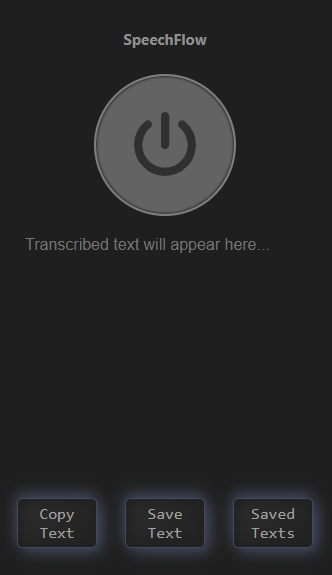 SpeechFlow
Transcribed text will appear here...
Copy
Text
Save
Text
Saved
Texts